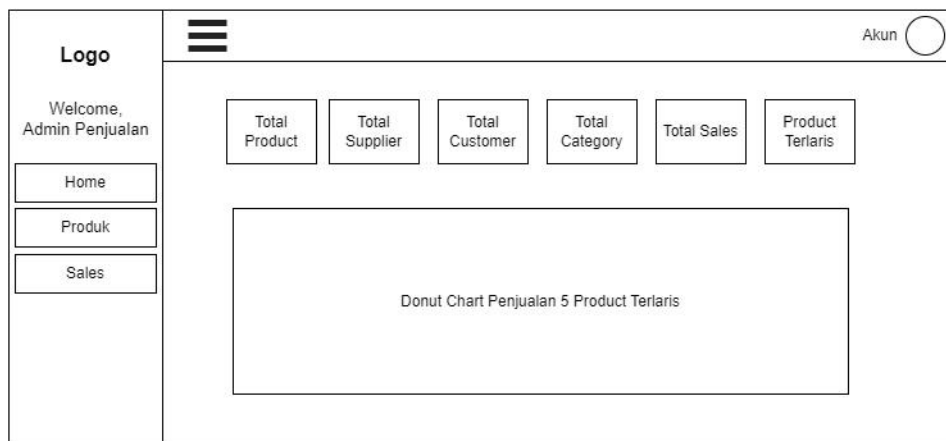 Logo
Akun
Welcome,
Admin Penjualan
Home
Produk
Sales
Total
Product
Total
Supplier
Total
Customer
Total
Category
Total Sales
Product
Terlaris
Donut Chart Penjualan 5 Product Terlaris